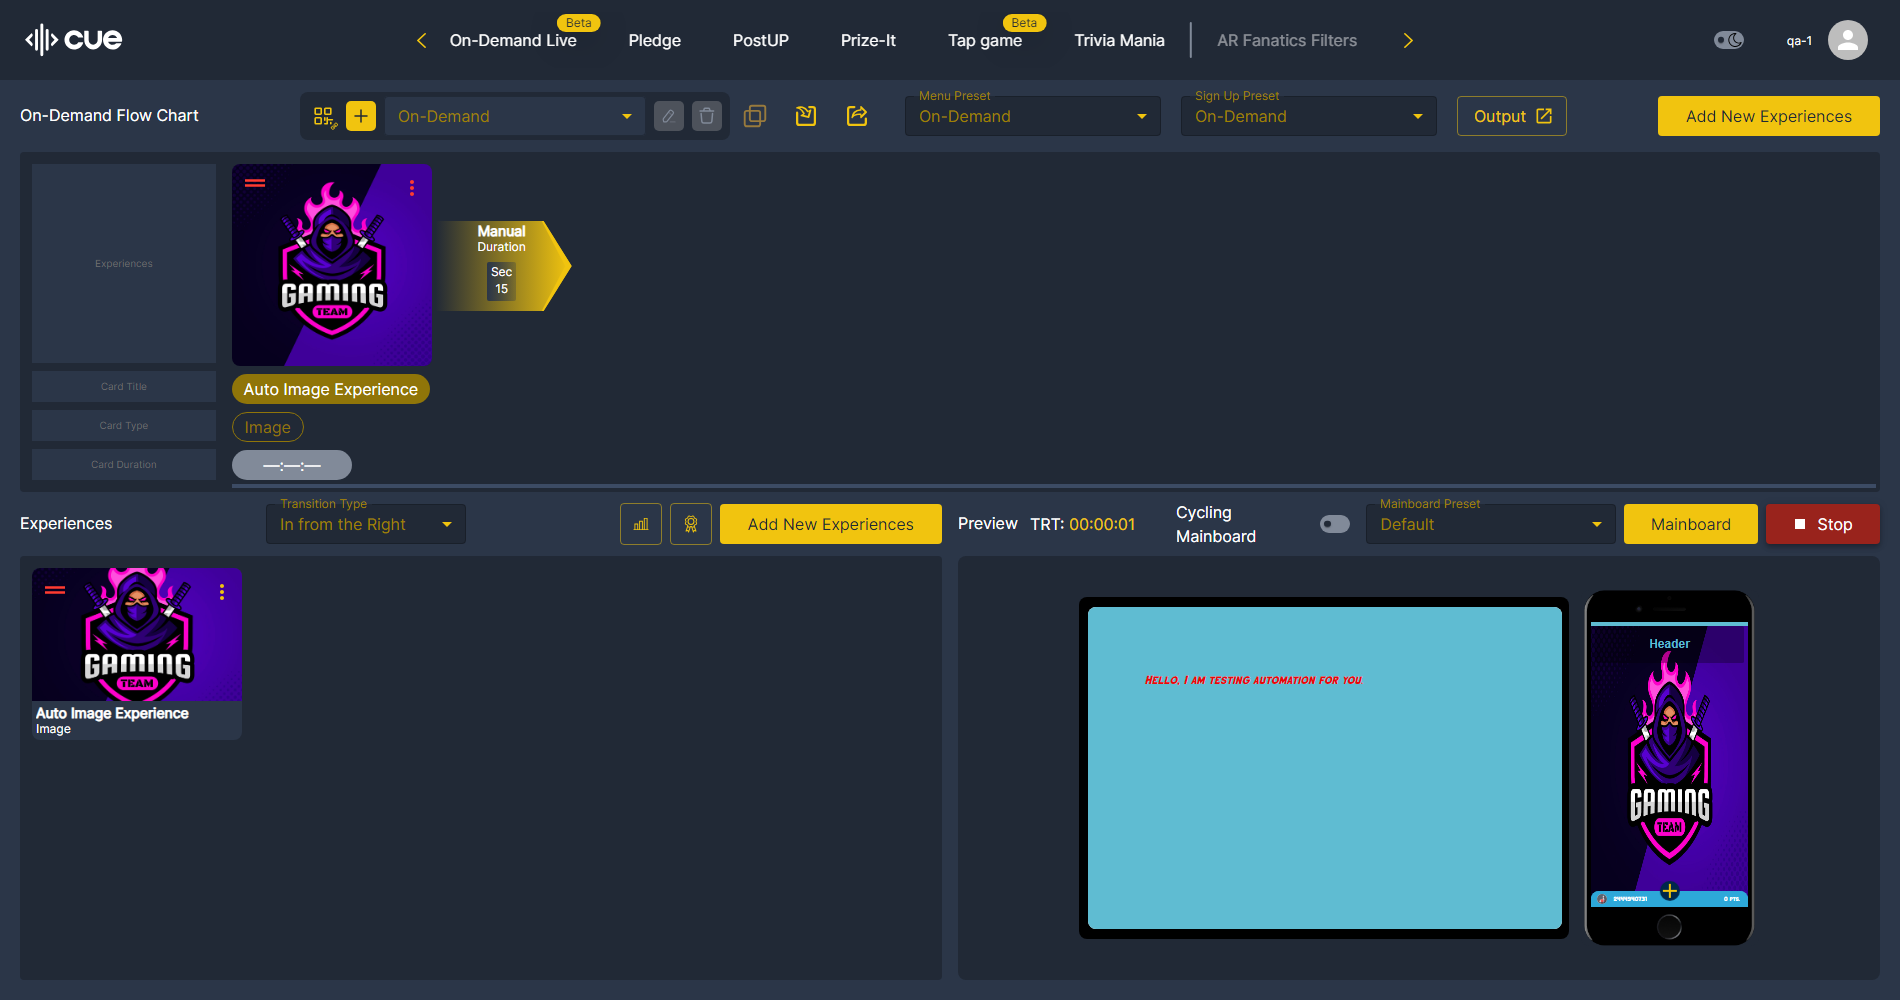 cue
On-Demand Live
Beta
Pledge
PostUP
Prize-It
Tap game
Beta
Trivia Mania
AR Fanatics Filters
qa-1
On-Demand Flow Chart
On-Demand
Menu Preset
On-Demand
Sign Up Preset
On-Demand
Output
Add New Experiences
Experiences
GAMING
TEAM
Manual
Duration
Sec
15
Card Title
Auto Image Experience
Card Type
Image
Card Duration
—:—:—
Experiences
Transition Type
In from the Right
Add New Experiences
Preview
TRT: 00:00:01
Cycling
Mainboard
Mainboard Preset
Default
Mainboard
Stop
GAMING
TEAM
Auto Image Experience
Image
Hello, I am testing automation for you
Header
GAMING
TEAM
0 PTS.